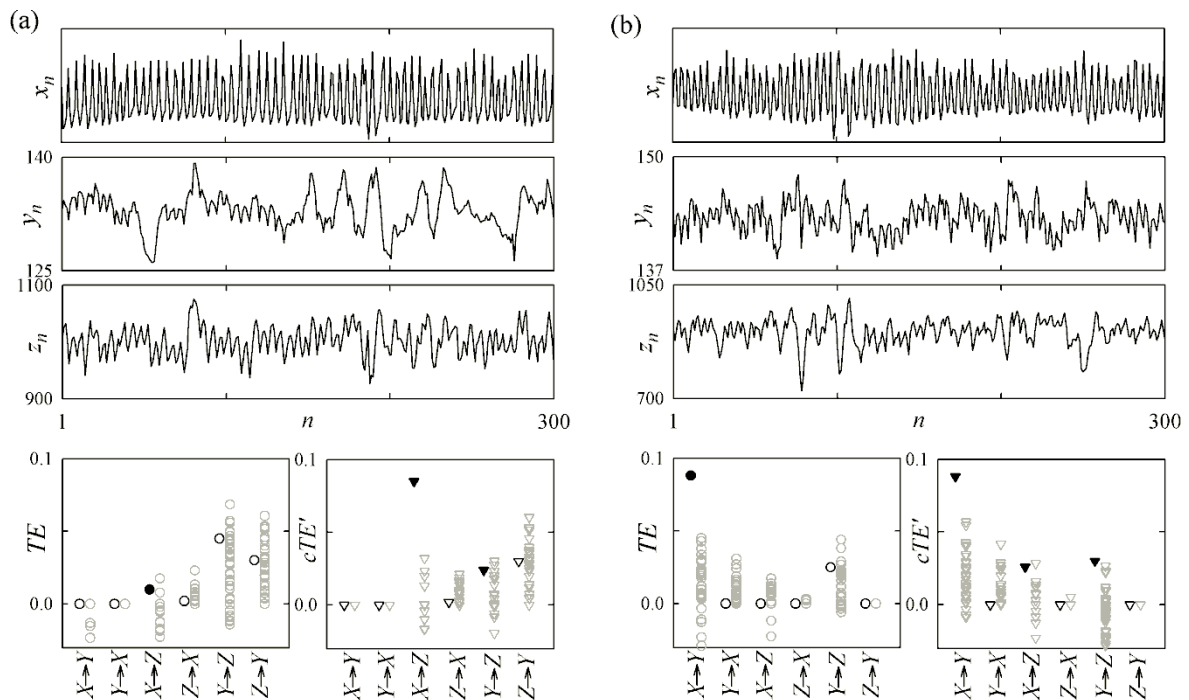 (a)
x_n
140
y_n
125
1100
z_n
900
1 n 300
0.1
TE
0.0
X→Y Y→X X→Z Z→X Y→Z Z→Y
0.1
cTE'
0.0
X→Y Y→X X→Z Z→X Y→Z Z→Y
(b)
x_n
150
y_n
137
1050
z_n
700
1 n 300
0.1
TE
0.0
X→Y Y→X X→Z Z→X Y→Z Z→Y
0.1
cTE'
0.0
X→Y Y→X X→Z Z→X Y→Z Z→Y